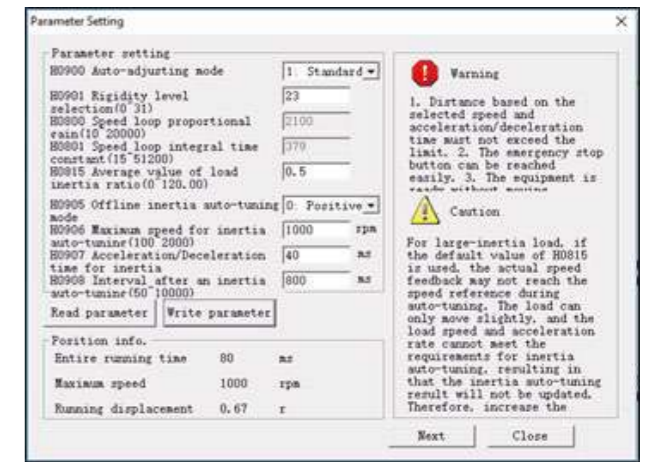 Parameter Setting
Parameter setting
H0900 Auto-adjusting mode
1: Standard
H0901 Rigidity level
selection(0~31)
23
H0800 Speed loop proportional
gain(10~20000)
2100
H0801 Speed loop integral time
constant(15~51200)
379
H0815 Average value of load
inertia ratio(0~120.00)
0.5
H0905 Offline inertia auto-tuning
mode
0: Positive
H0906 Maximum speed for inertia
auto-tuning(100~2000)
1000 rpm
H0907 Acceleration/Deceleration
time for inertia
40 ms
H0908 Interval after an inertia
auto-tuning(50~10000)
800 ms
Read parameter
Write parameter
Position info.
Entire running time 80 ms
Maximum speed 1000 rpm
Running displacement 0.67 r
Warning
1. Distance based on the
selected speed and
acceleration/deceleration
time must not exceed the
limit. 2. The emergency stop
button can be reached
easily. 3. The equipment is
ready without moving
Caution
For large-inertia load, if
the default value of H0815
is used, the actual speed
feedback may not reach the
speed reference during
auto-tuning. The load can
only move slightly, and the
load speed and acceleration
rate cannot meet the
requirements for inertia
auto-tuning, resulting in
that the inertia auto-tuning
result will not be updated.
Therefore, increase the
Next
Close